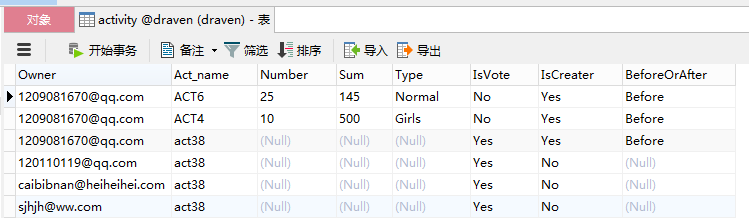 对象 activity @draven (draven) - 表
开始事务 备注 筛选 排序 导入 导出
Owner Act_name Number Sum Type IsVote IsCreater BeforeOrAfter
1209081670@qq.com ACT6 25 145 Normal No Yes Before
1209081670@qq.com ACT4 10 500 Girls No Yes Before
1209081670@qq.com act38 (Null) (Null) (Null) Yes Yes Before
120110119@qq.com act38 (Null) (Null) (Null) Yes No (Null)
caibibnan@heiheihei.com act38 (Null) (Null) (Null) Yes No (Null)
sjhjh@ww.com act38 (Null) (Null) (Null) Yes No (Null)